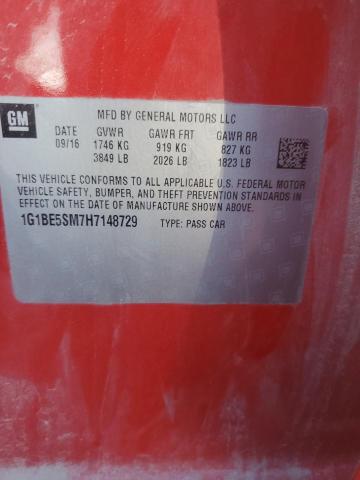 GM
MFD BY GENERAL MOTORS LLC
DATE GVWR GAWR FRT GAWR RR
09/16 1746 KG 919 KG 827 KG
3849 LB 2026 LB 1823 LB
THIS VEHICLE CONFORMS TO ALL APPLICABLE U.S. FEDERAL MOTOR
VEHICLE SAFETY, BUMPER, AND THEFT PREVENTION STANDARDS IN
EFFECT ON THE DATE OF MANUFACTURE SHOWN ABOVE.
1G1BE5SM7H7148729 TYPE: PASS CAR